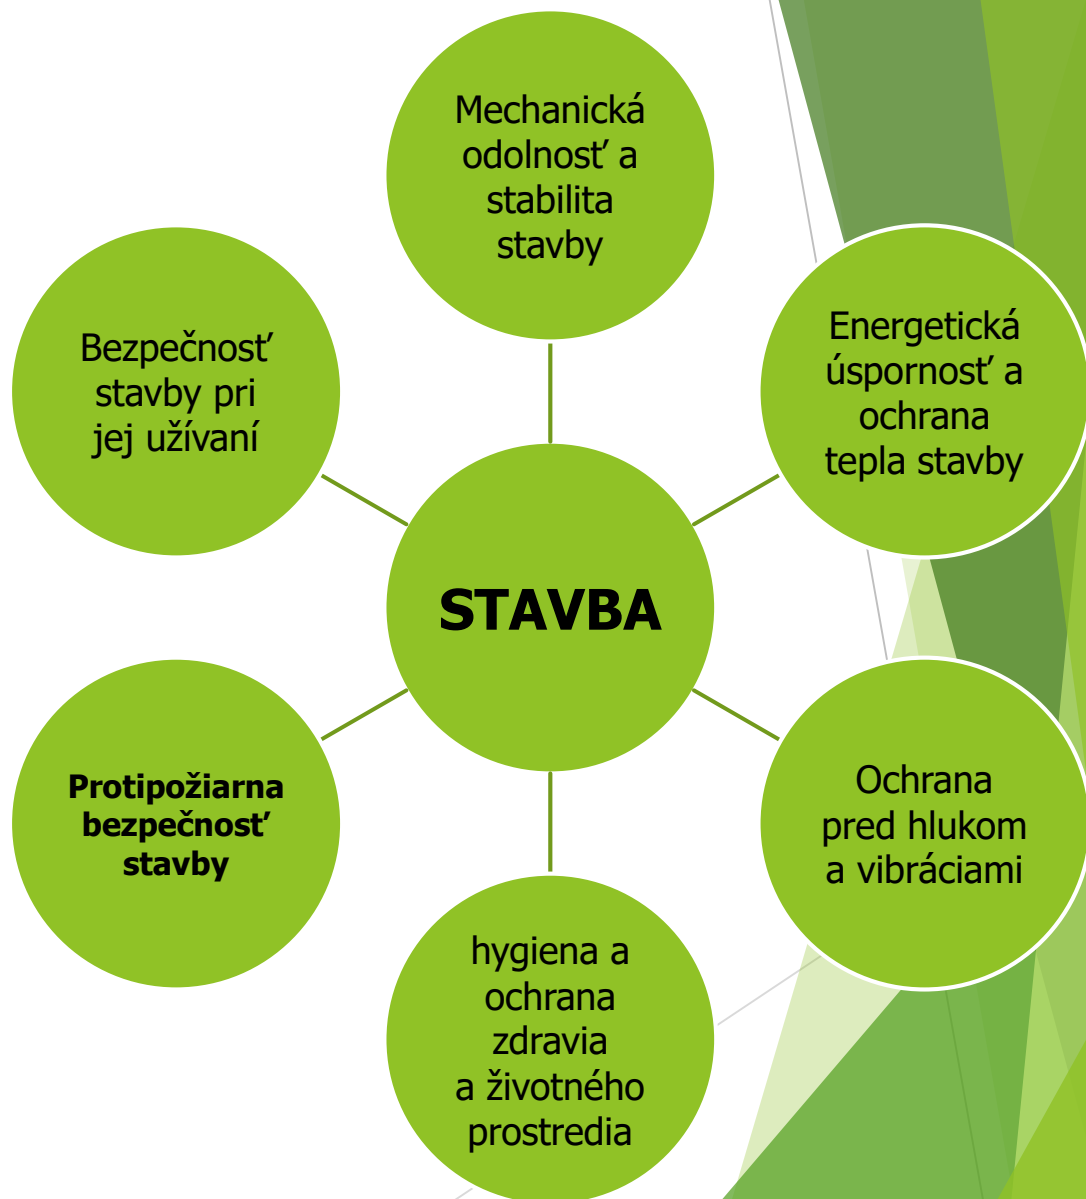 Mechanická
odolnosť a
stabilita
stavby
Energetická
úspornosť a
ochrana
tepla stavby
Ochrana
pred hlukom
a vibráciami
hygiena a
ochrana
zdravia
a životného
prostredia
Protipožiarna
bezpečnosť
stavby
Bezpečnosť
stavby pri
jej užívaní
STAVBA